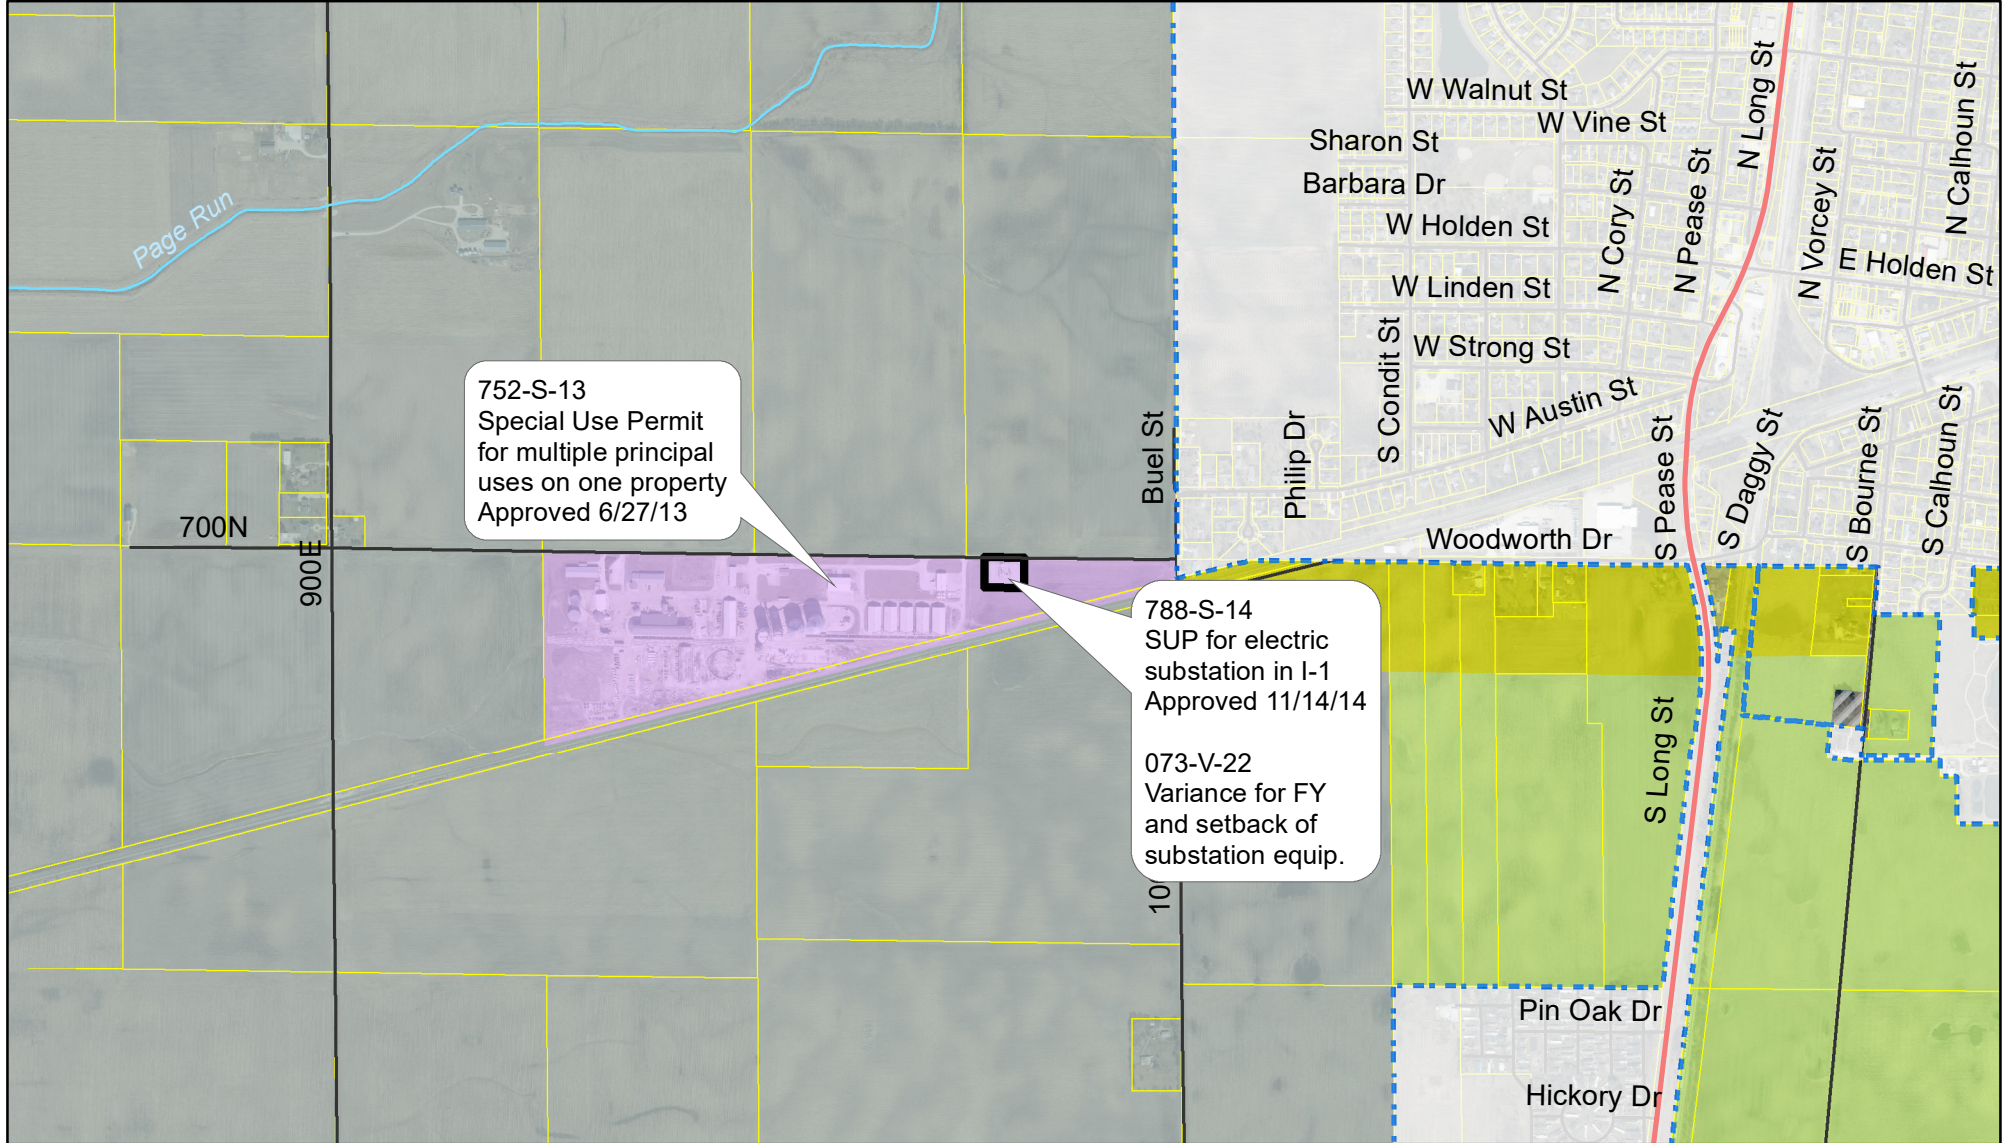 W Walnut St
W Vine St
N Long St
N Calhoun St
Sharon St
Barbara Dr
N Cory St
N Pease St
N Vorcey St
Page Run
W Holden St
E Holden St
W Linden St
S Condit St
W Strong St
752-S-13
Special Use Permit
for multiple principal
uses on one property
Approved 6/27/13
W Austin St
Buel St
Philip Dr
S Pease St
S Daggy St
S Bourne St
S Calhoun St
700N
900E
Woodworth Dr
788-S-14
SUP for electric
substation in I-1
Approved 11/14/14
073-V-22
Variance for FY
and setback of
substation equip.
S Long St
Pin Oak Dr
Hickory Dr